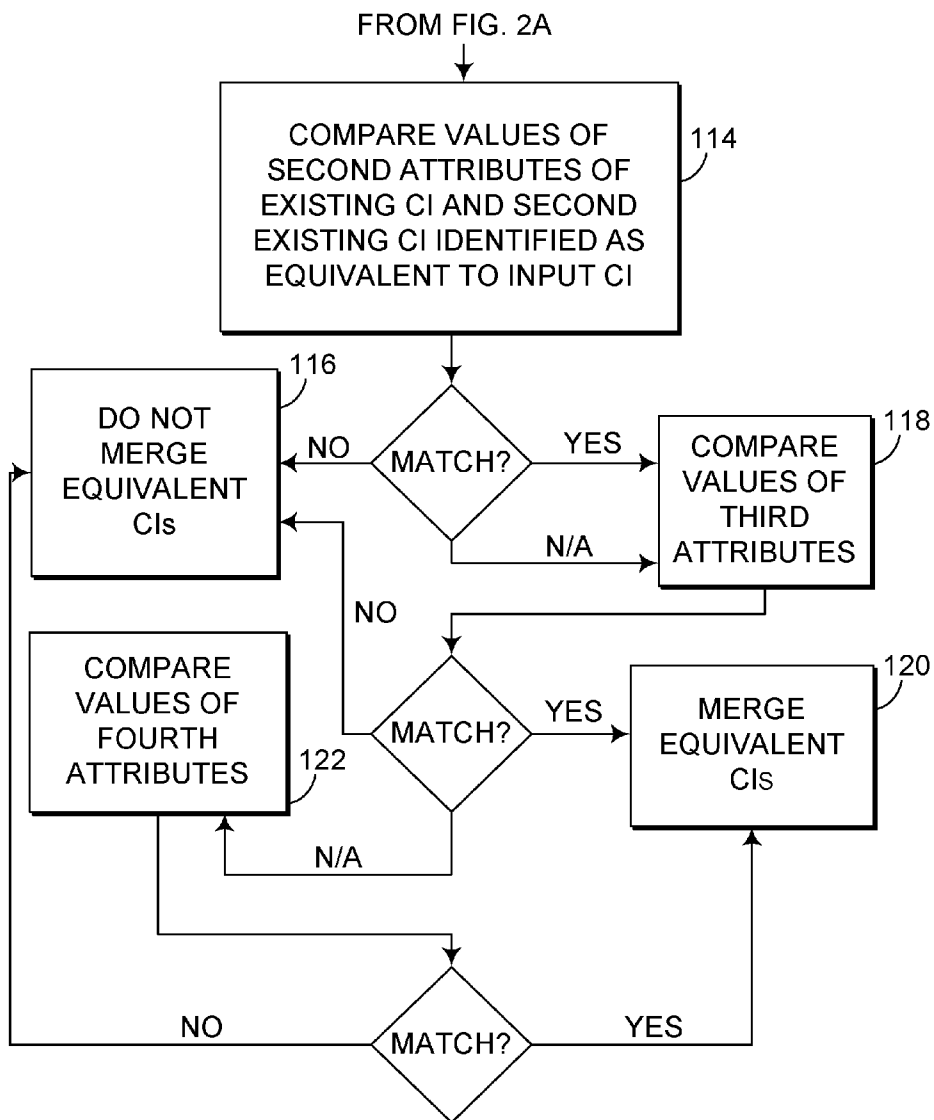 FROM FIG. 2A
COMPARE VALUES OF
SECOND ATTRIBUTES OF
EXISTING CI AND SECOND
EXISTING CI IDENTIFIED AS
EQUIVALENT TO INPUT CI
114
116
DO NOT
MERGE
EQUIVALENT
CIs
NO
MATCH?
YES
N/A
118
COMPARE
VALUES OF
THIRD
ATTRIBUTES
NO
COMPARE
VALUES OF
FOURTH
ATTRIBUTES
122
MATCH?
YES
N/A
120
MERGE
EQUIVALENT
CIs
NO
MATCH?
YES